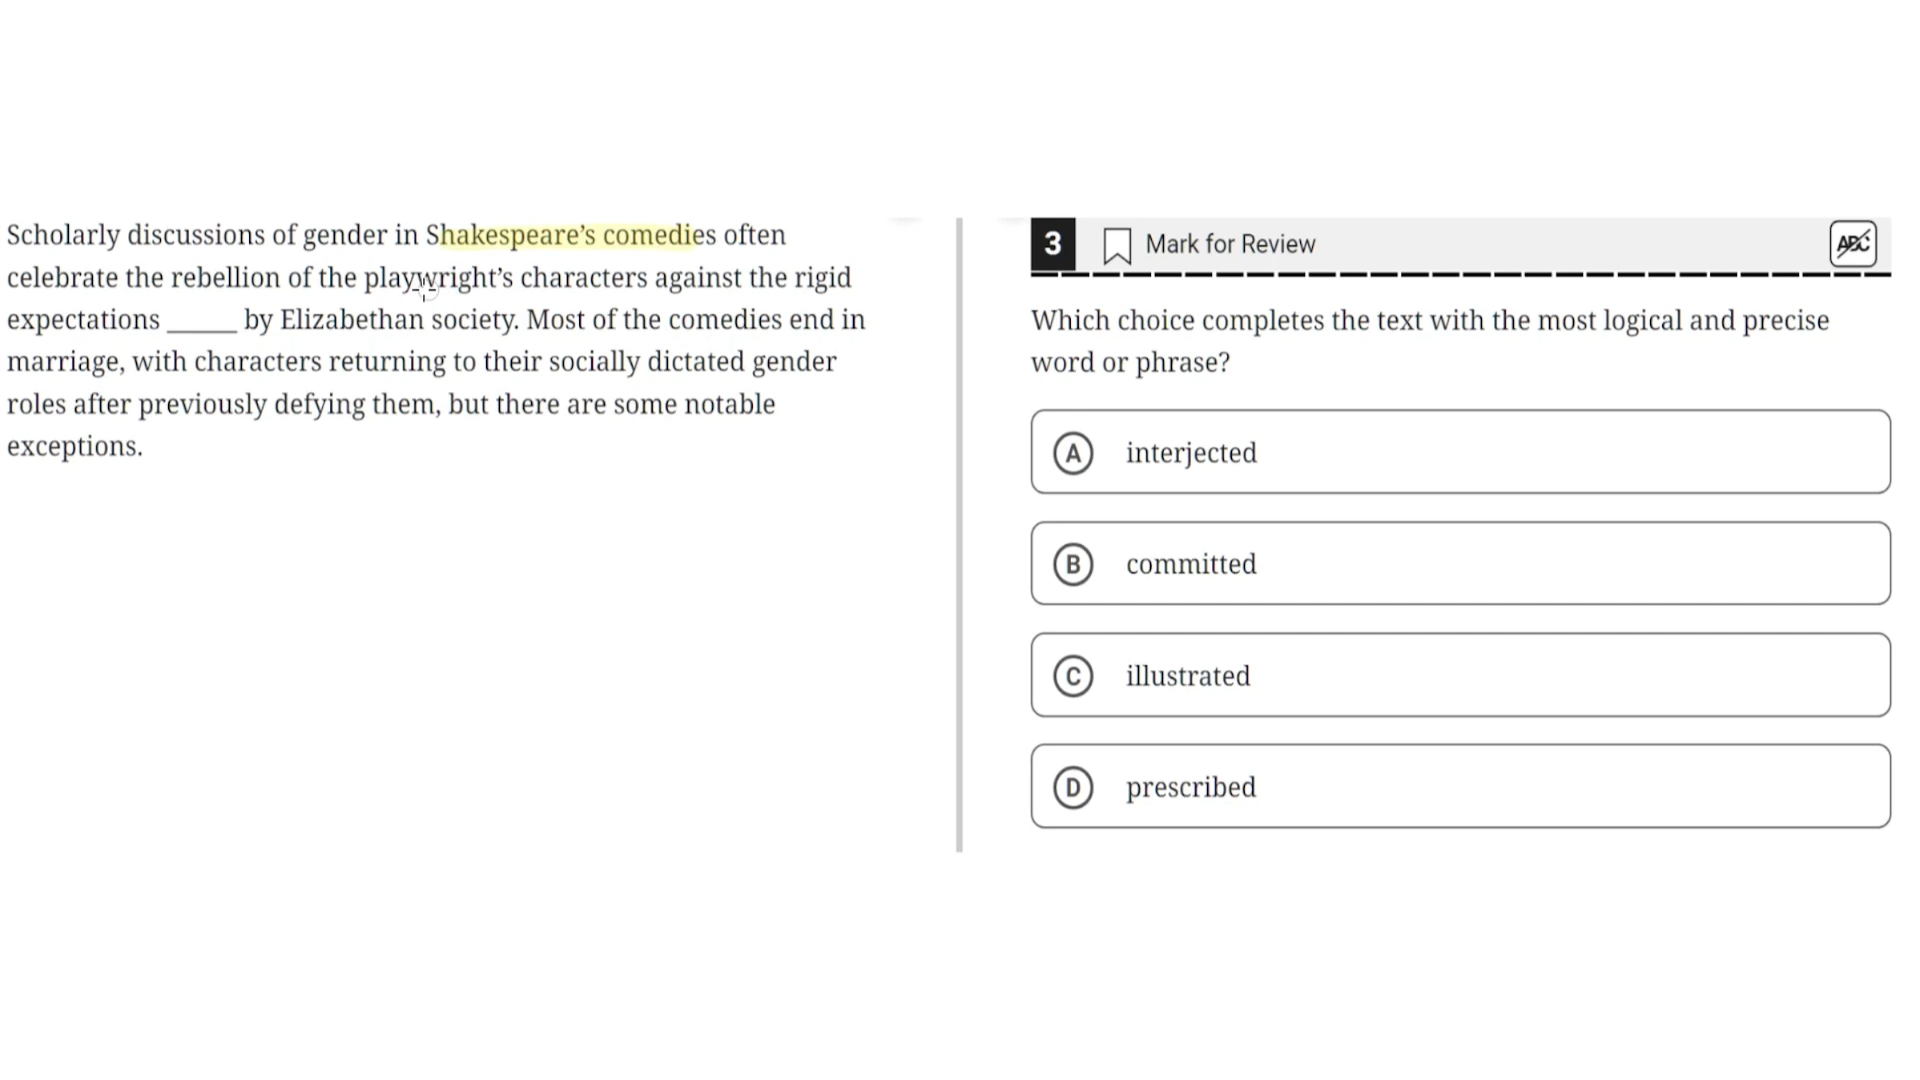 Scholarly discussions of gender in Shakespeare’s comedies often
celebrate the rebellion of the playwright’s characters against the rigid
expectations ______ by Elizabethan society. Most of the comedies end in
marriage, with characters returning to their socially dictated gender
roles after previously defying them, but there are some notable
exceptions.
3 Mark for Review ABC
Which choice completes the text with the most logical and precise
word or phrase?
A interjected
B committed
C illustrated
D prescribed